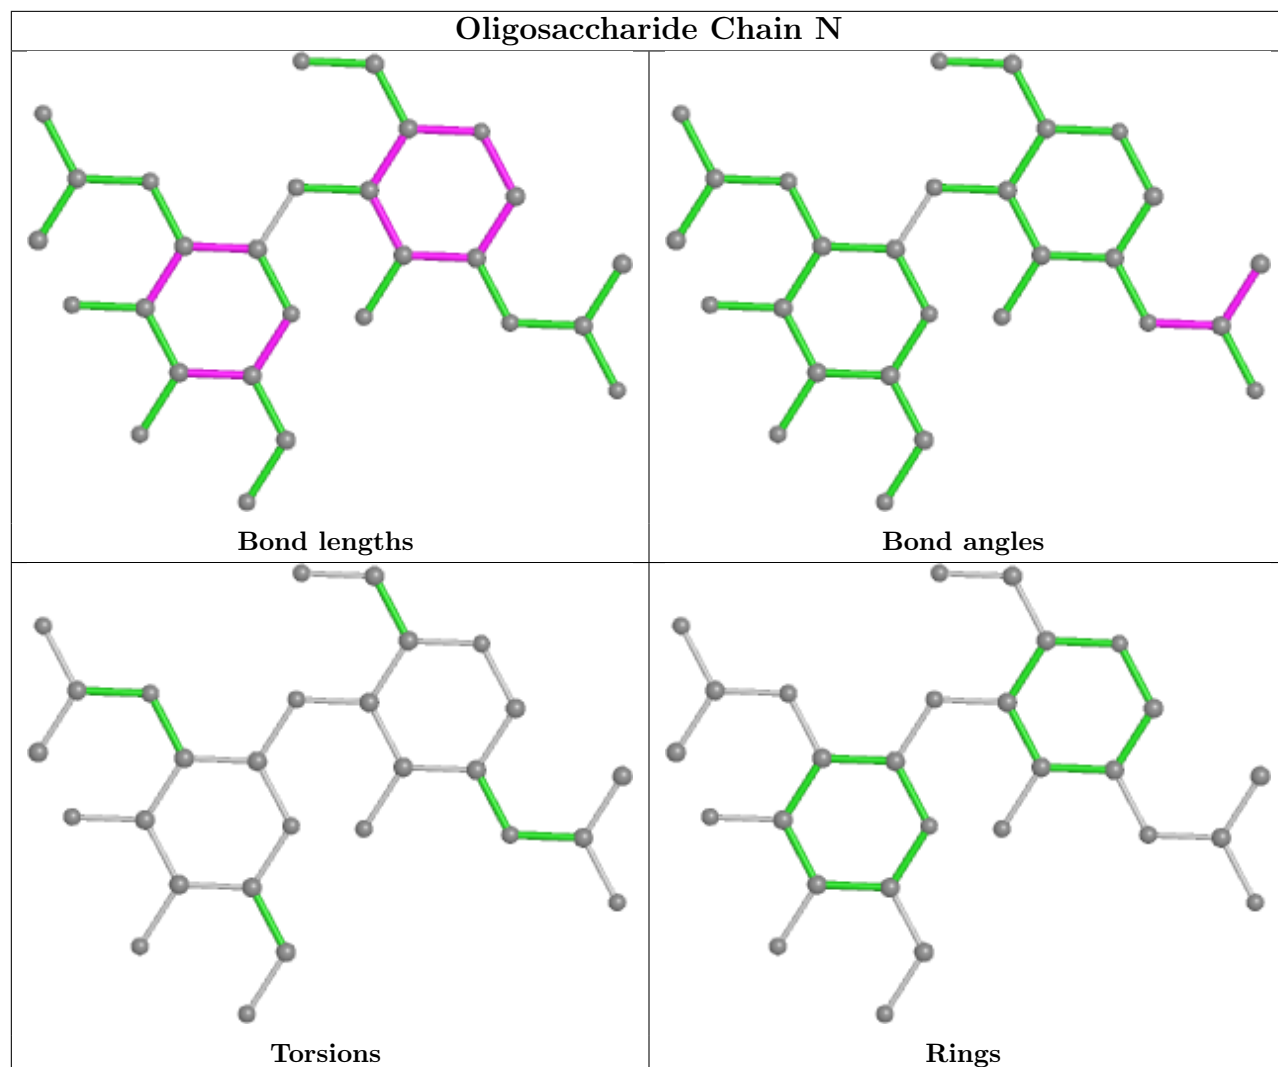 Oligosaccharide Chain N
Bond lengths
Bond angles
Torsions
Rings